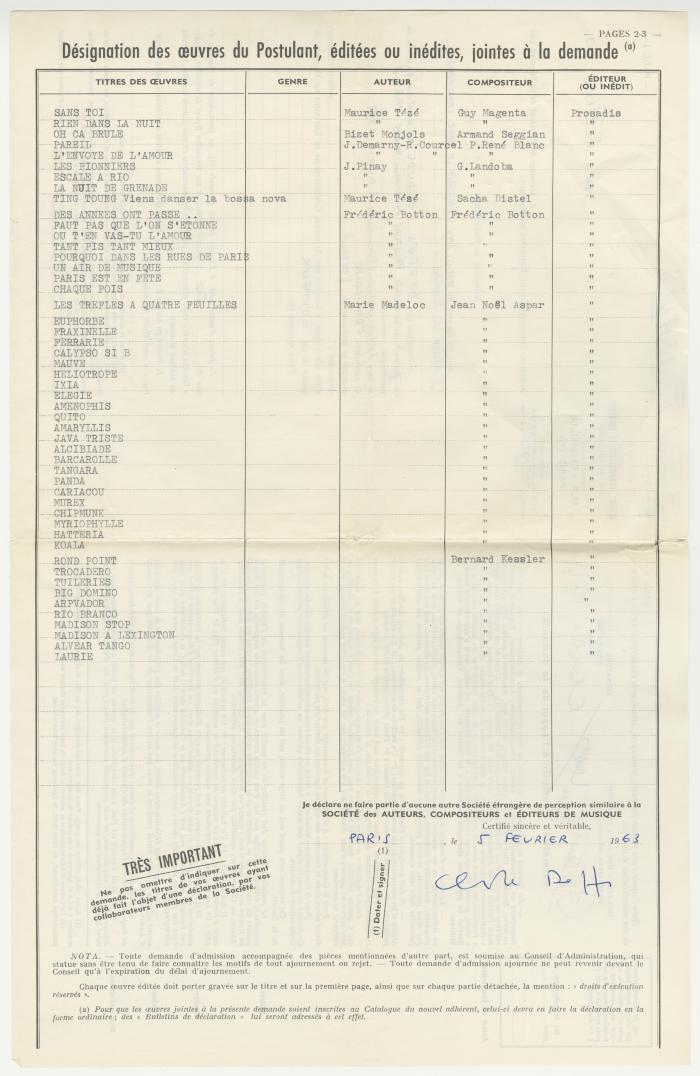 — PAGES 2-3 —
Désignation des œuvres du Postulant, éditées ou inédites, jointes à la demande (a)
TITRES DES ŒUVRES GENRE AUTEUR COMPOSITEUR ÉDITEUR (OU INÉDIT)
SANS TOI Maurice Tézé Guy Magenta Prosadis
RIEN DANS LA NUIT " " "
OH CA BRULE Bizet Monjols Armand Seggian "
PAREIL J.Demarny-R.Courcel P.René Blanc "
L'ENVOYE DE L'AMOUR " " " "
LES PIONNIERS J.Pinay G.Landoba "
ESCALE A RIO " " "
LA NUIT DE GRENADE " " "
TING TOUNG Viens danser la bossa nova Maurice Tézé Sacha Distel "
DES ANNEES ONT PASSE .. Frédéric Botton Frédéric Botton "
FAUT PAS QUE L'ON S'ETONNE " " "
OU T'EN VAS-TU L'AMOUR " " "
TANT PIS TANT MIEUX " " "
POURQUOI DANS LES RUES DE PARIS " " "
UN AIR DE MUSIQUE " " "
PARIS EST EN FETE " " "
CHAQUE FOIS " " "
LES TREFLES A QUATRE FEUILLES Marie Madeloc Jean Noël Aspar "
EUPHORBE " "
FRAXINELLE " "
FERRARIE " "
CALYPSO SI B " "
MAUVE " "
HELIOTROPE " "
IXIA " "
ELEGIE " "
AMENOPHIS " "
QUITO " "
AMARYLLIS " "
JAVA TRISTE " "
ALCIBIADE " "
BARCAROLLE " "
TANGARA " "
PANDA " "
CARIACOU " "
MUREX " "
CHIPMUNK " "
MYRIOPHYLLE " "
HATTERIA " "
KOALA " "
ROND POINT Bernard Kessler "
TROCADERO " "
TUILERIES " "
BIG DOMINO " "
ARPVADOR " "
RIO BRANCO " "
MADISON STOP " "
MADISON A LEXINGTON " "
ALVEAR TANGO " "
LAURIE " "
Je déclare ne faire partie d'aucune autre Société étrangère de perception similaire à la
SOCIÉTÉ des AUTEURS, COMPOSITEURS et ÉDITEURS DE MUSIQUE
Certifié sincère et véritable,
PARIS , le 5 FEVRIER 1963
(1)
(1) Dater et signer
TRÈS IMPORTANT
Ne pas omettre d'indiquer sur cette
demande, les titres de vos œuvres ayant
déjà fait l'objet d'une déclaration, par vos
collaborateurs membres de la Société.
NOTA. — Toute demande d'admission accompagnée des pièces mentionnées d'autre part, est soumise au Conseil d'Administration, qui
statue sans être tenu de faire connaître les motifs de tout ajournement ou rejet. — Toute demande d'admission ajournée ne peut revenir devant le
Conseil qu'à l'expiration du délai d'ajournement.
Chaque œuvre éditée doit porter gravée sur le titre et sur la première page, ainsi que sur chaque partie détachée, la mention : « droits d'exécution
réservés ».
(a) Pour que les œuvres jointes à la présente demande soient inscrites au Catalogue du nouvel adhérent, celui-ci devra en faire la déclaration en la
forme ordinaire ; des « Bulletins de déclaration » lui seront adressés à cet effet.